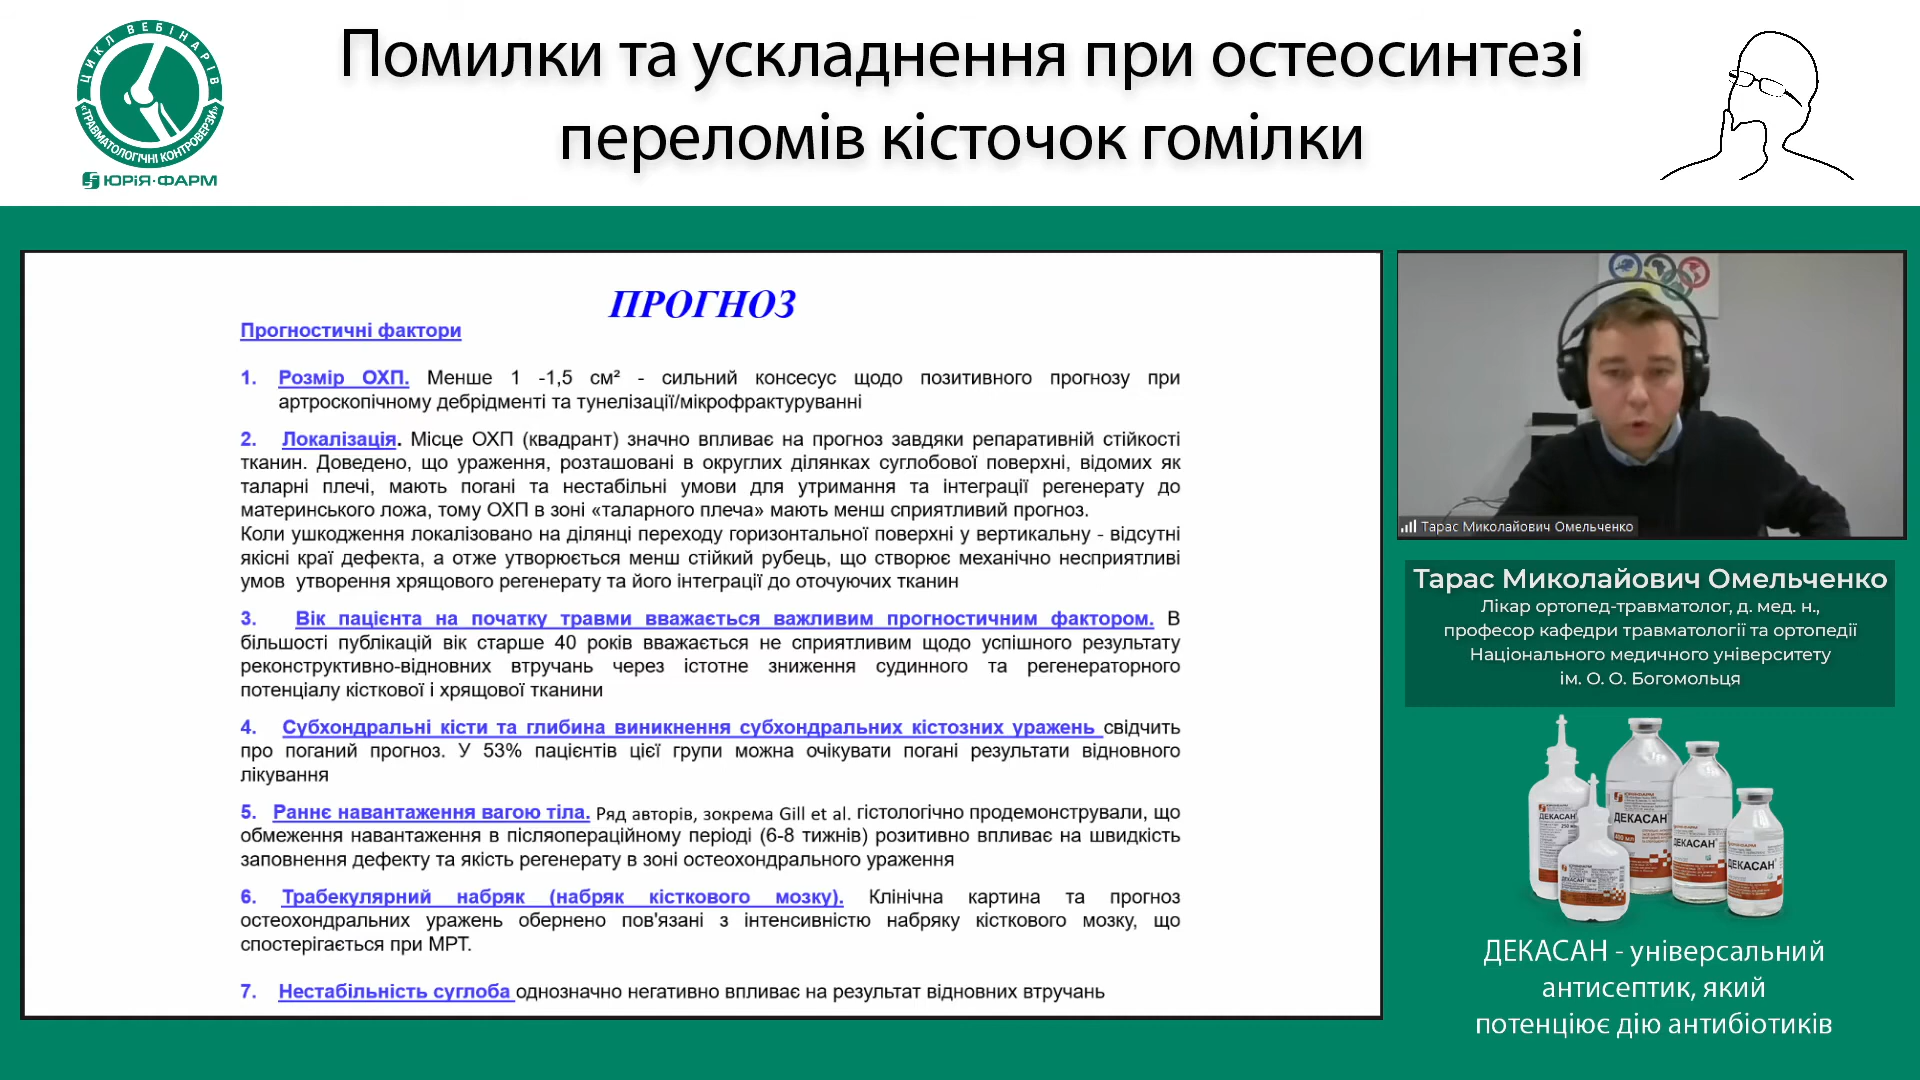 Помилки та ускладнення при остеосинтезі
переломів кісточок гомілки
ЦИКЛ ВЕБІНАРІВ
«ТРАВМАТОЛОГІЧНІ КОНТРОВЕРЗИ»
ЮРІЯ·ФАРМ
ПРОГНОЗ
Прогностичні фактори
1. Розмір ОХП. Менше 1 -1,5 см² - сильний консесус щодо позитивного прогнозу при
артроскопічному дебрідменті та тунелізації/мікрофрактуруванні
2. Локалізація. Місце ОХП (квадрант) значно впливає на прогноз завдяки репаративній стійкості
тканин. Доведено, що ураження, розташовані в округлих ділянках суглобової поверхні, відомих як
таларні плечі, мають погані та нестабільні умови для утримання та інтеграції регенерату до
материнського ложа, тому ОХП в зоні «таларного плеча» мають менш сприятливий прогноз.
Коли ушкодження локалізовано на ділянці переходу горизонтальної поверхні у вертикальну - відсутні
якісні краї дефекта, а отже утворюється менш стійкий рубець, що створює механічно несприятливі
умов утворення хрящового регенерату та його інтеграції до оточуючих тканин
3. Вік пацієнта на початку травми вважається важливим прогностичним фактором. В
більшості публікацій вік старше 40 років вважається не сприятливим щодо успішного результату
реконструктивно-відновних втручань через істотне зниження судинного та регенераторного
потенціалу кісткової і хрящової тканини
4. Субхондральні кісти та глибина виникнення субхондральних кістозних уражень свідчить
про поганий прогноз. У 53% пацієнтів цієї групи можна очікувати погані результати відновного
лікування
5. Раннє навантаження вагою тіла. Ряд авторів, зокрема Gill et al. гістологічно продемонстрували, що
обмеження навантаження в післяопераційному періоді (6-8 тижнів) розитивно впливає на швидкість
заповнення дефекту та якість регенерату в зоні остеохондрального ураження
6. Трабекулярний набряк (набряк кісткового мозку). Клінічна картина та прогноз
остеохондральних уражень обернено пов'язані з інтенсивністю набряку кісткового мозку, що
спостерігається при МРТ.
7. Нестабільність суглоба однозначно негативно впливає на результат відновних втручань
Тарас Миколайович Омельченко
Тарас Миколайович Омельченко
Лікар ортопед-травматолог, д. мед. н.,
професор кафедри травматології та ортопедії
Національного медичного університету
ім. О. О. Богомольця
ДЕКАСАН
ДЕКАСАН
ДЕКАСАН
ДЕКАСАН
ДЕКАСАН
ДЕКАСАН - універсальний
антисептик, який
потенціює дію антибіотиків